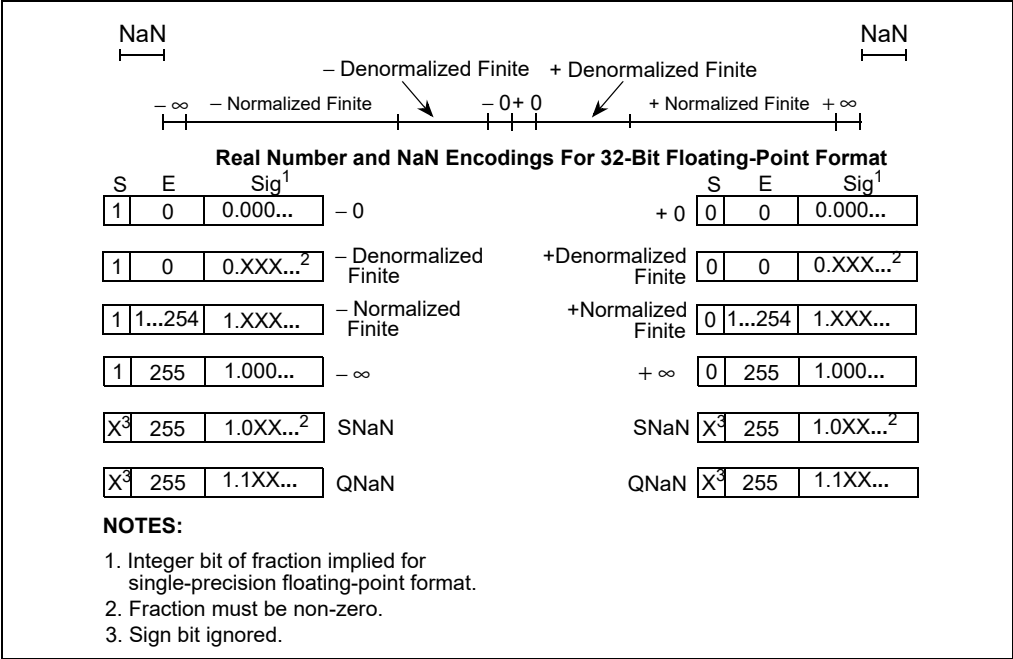 NaN NaN
− Denormalized Finite + Denormalized Finite
− ∞ − Normalized Finite − 0 + 0 + Normalized Finite + ∞
Real Number and NaN Encodings For 32-Bit Floating-Point Format
S E Sig1 S E Sig1
1 0 0.000... − 0 + 0 0 0 0.000...
1 0 0.XXX...2 − Denormalized Finite +Denormalized Finite 0 0 0.XXX...2
1 1...254 1.XXX... − Normalized Finite +Normalized Finite 0 1...254 1.XXX...
1 255 1.000... − ∞ + ∞ 0 255 1.000...
X3 255 1.0XX...2 SNaN SNaN X3 255 1.0XX...2
X3 255 1.1XX... QNaN QNaN X3 255 1.1XX...
NOTES:
1. Integer bit of fraction implied for
single-precision floating-point format.
2. Fraction must be non-zero.
3. Sign bit ignored.